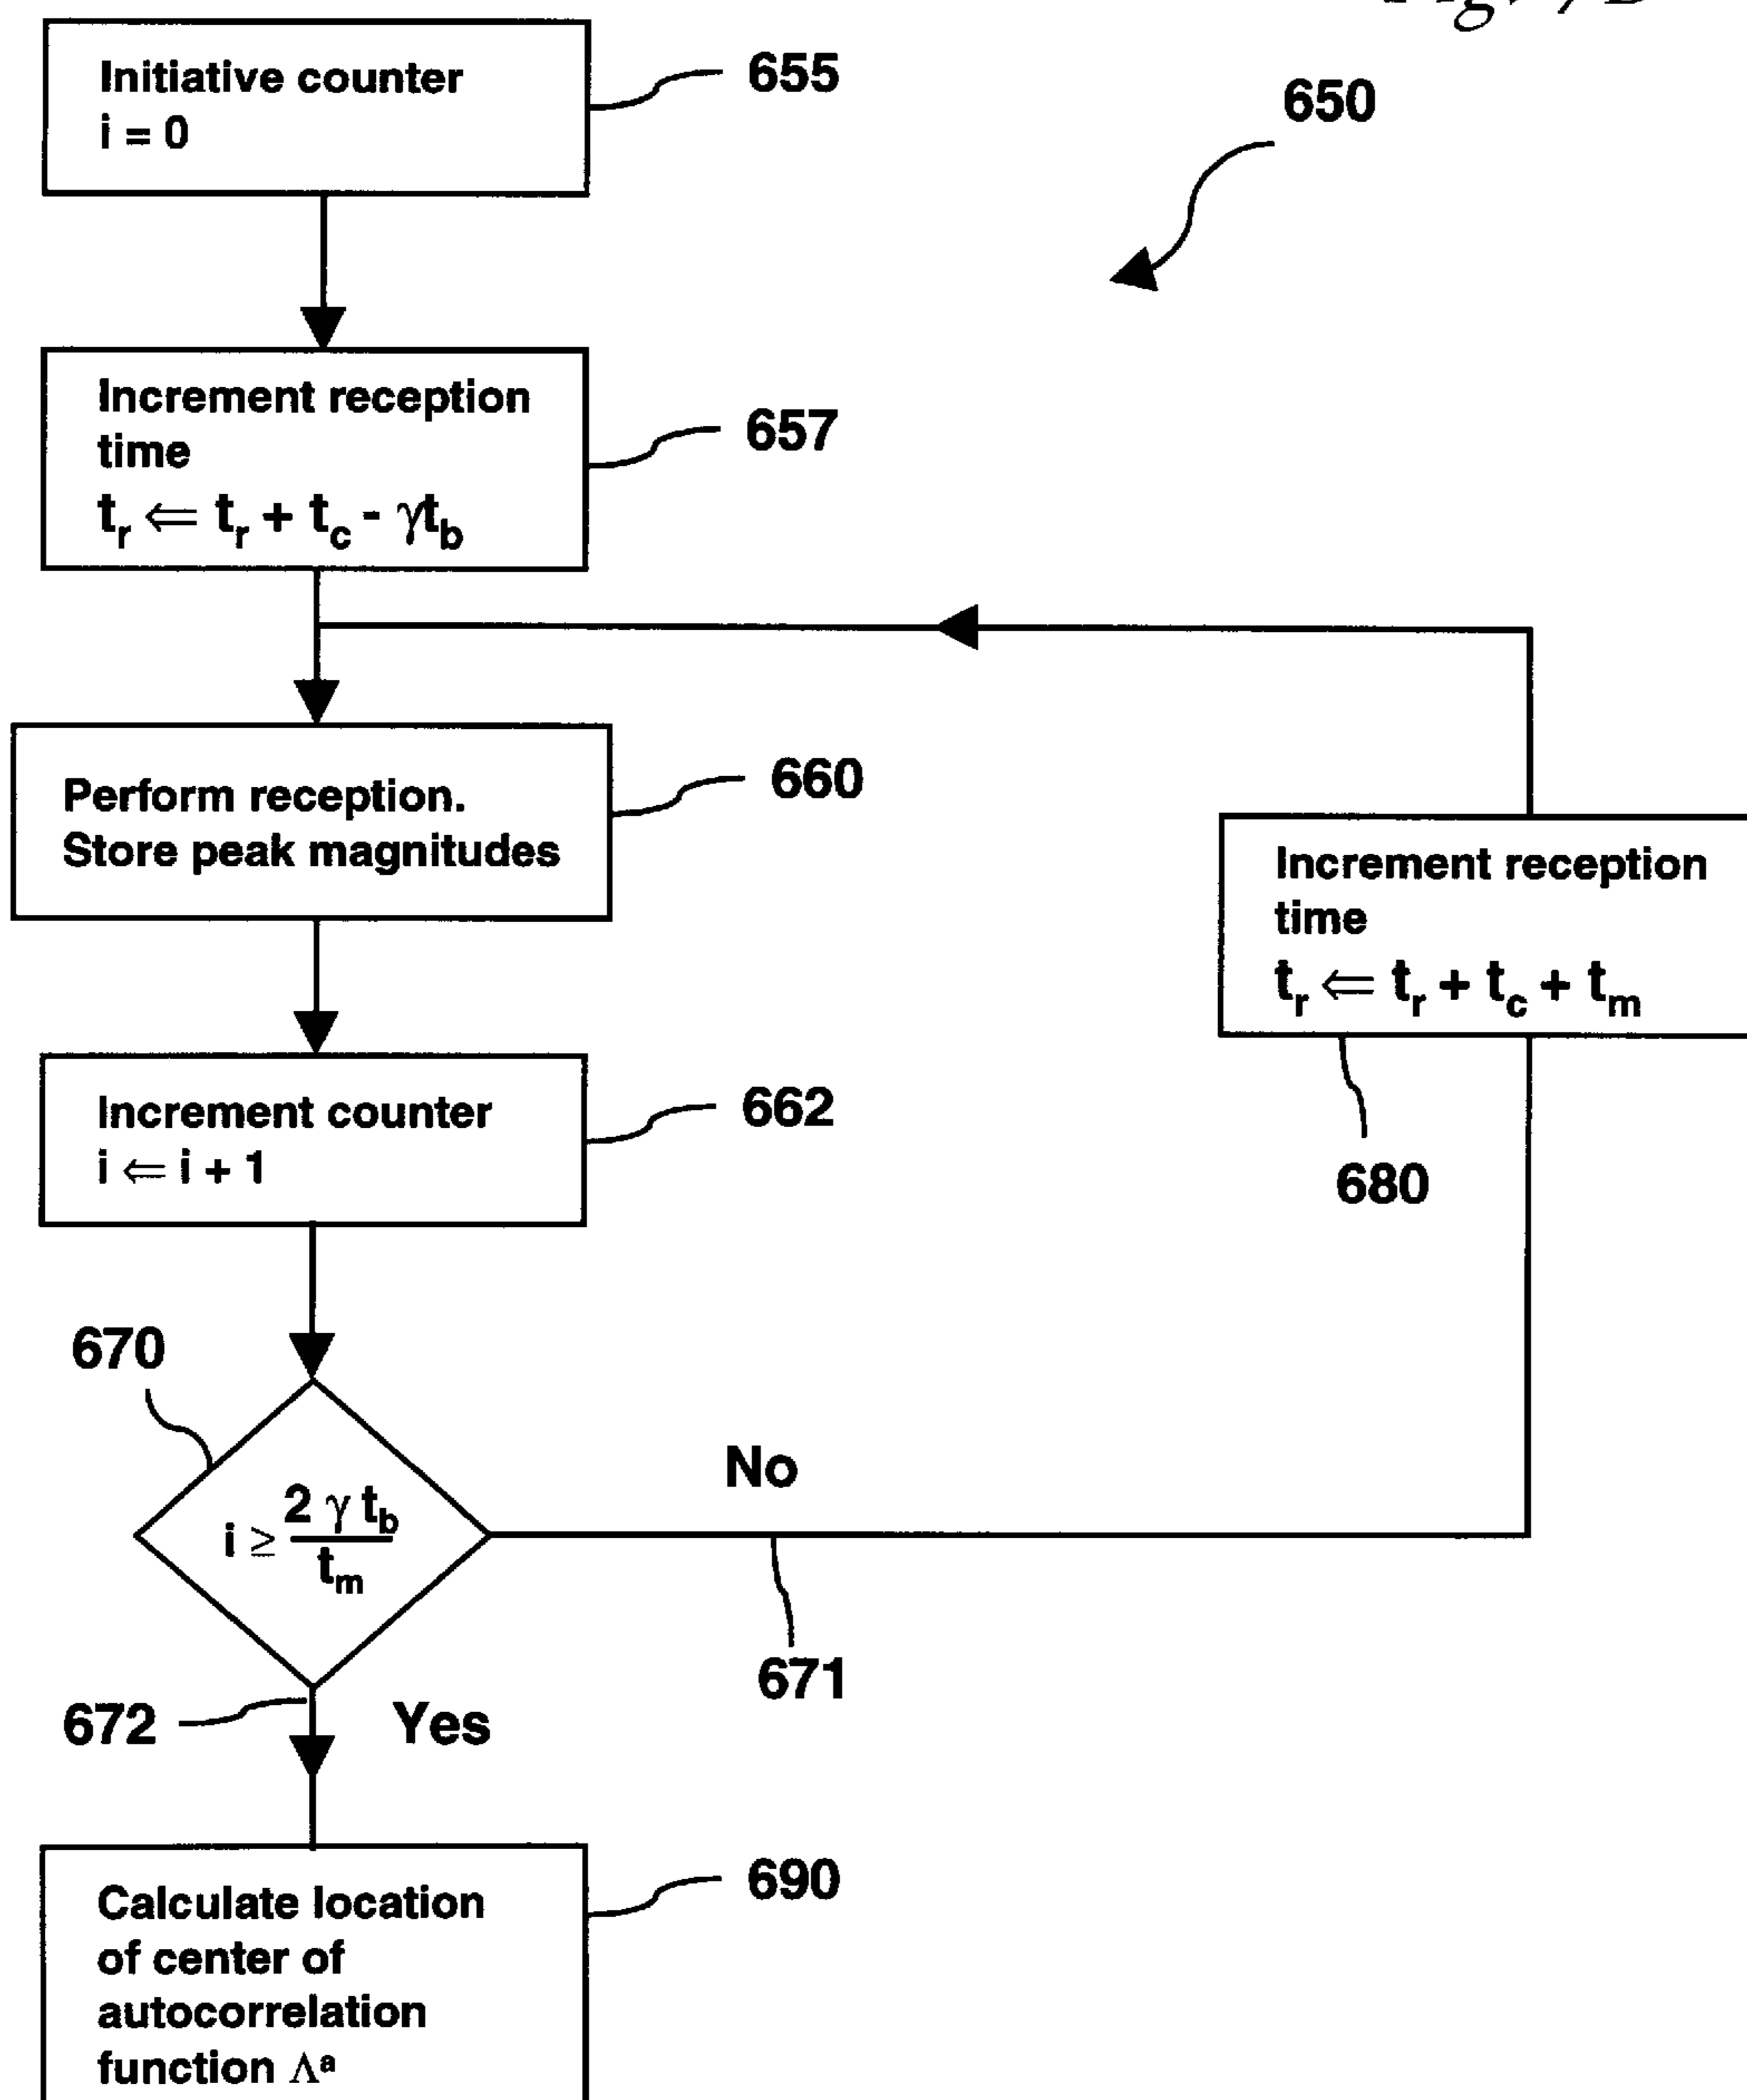 Initiative counter
i = 0
655
650
Increment reception
time
t_r ⇐ t_r + t_c - γt_b
657
Perform reception.
Store peak magnitudes
660
Increment reception
time
t_r ⇐ t_r + t_c + t_m
680
Increment counter
i ⇐ i + 1
662
670
i ≥ 2 γ t_b / t_m
No
671
672
Yes
Calculate location
of center of
autocorrelation
function Λᵃ
690